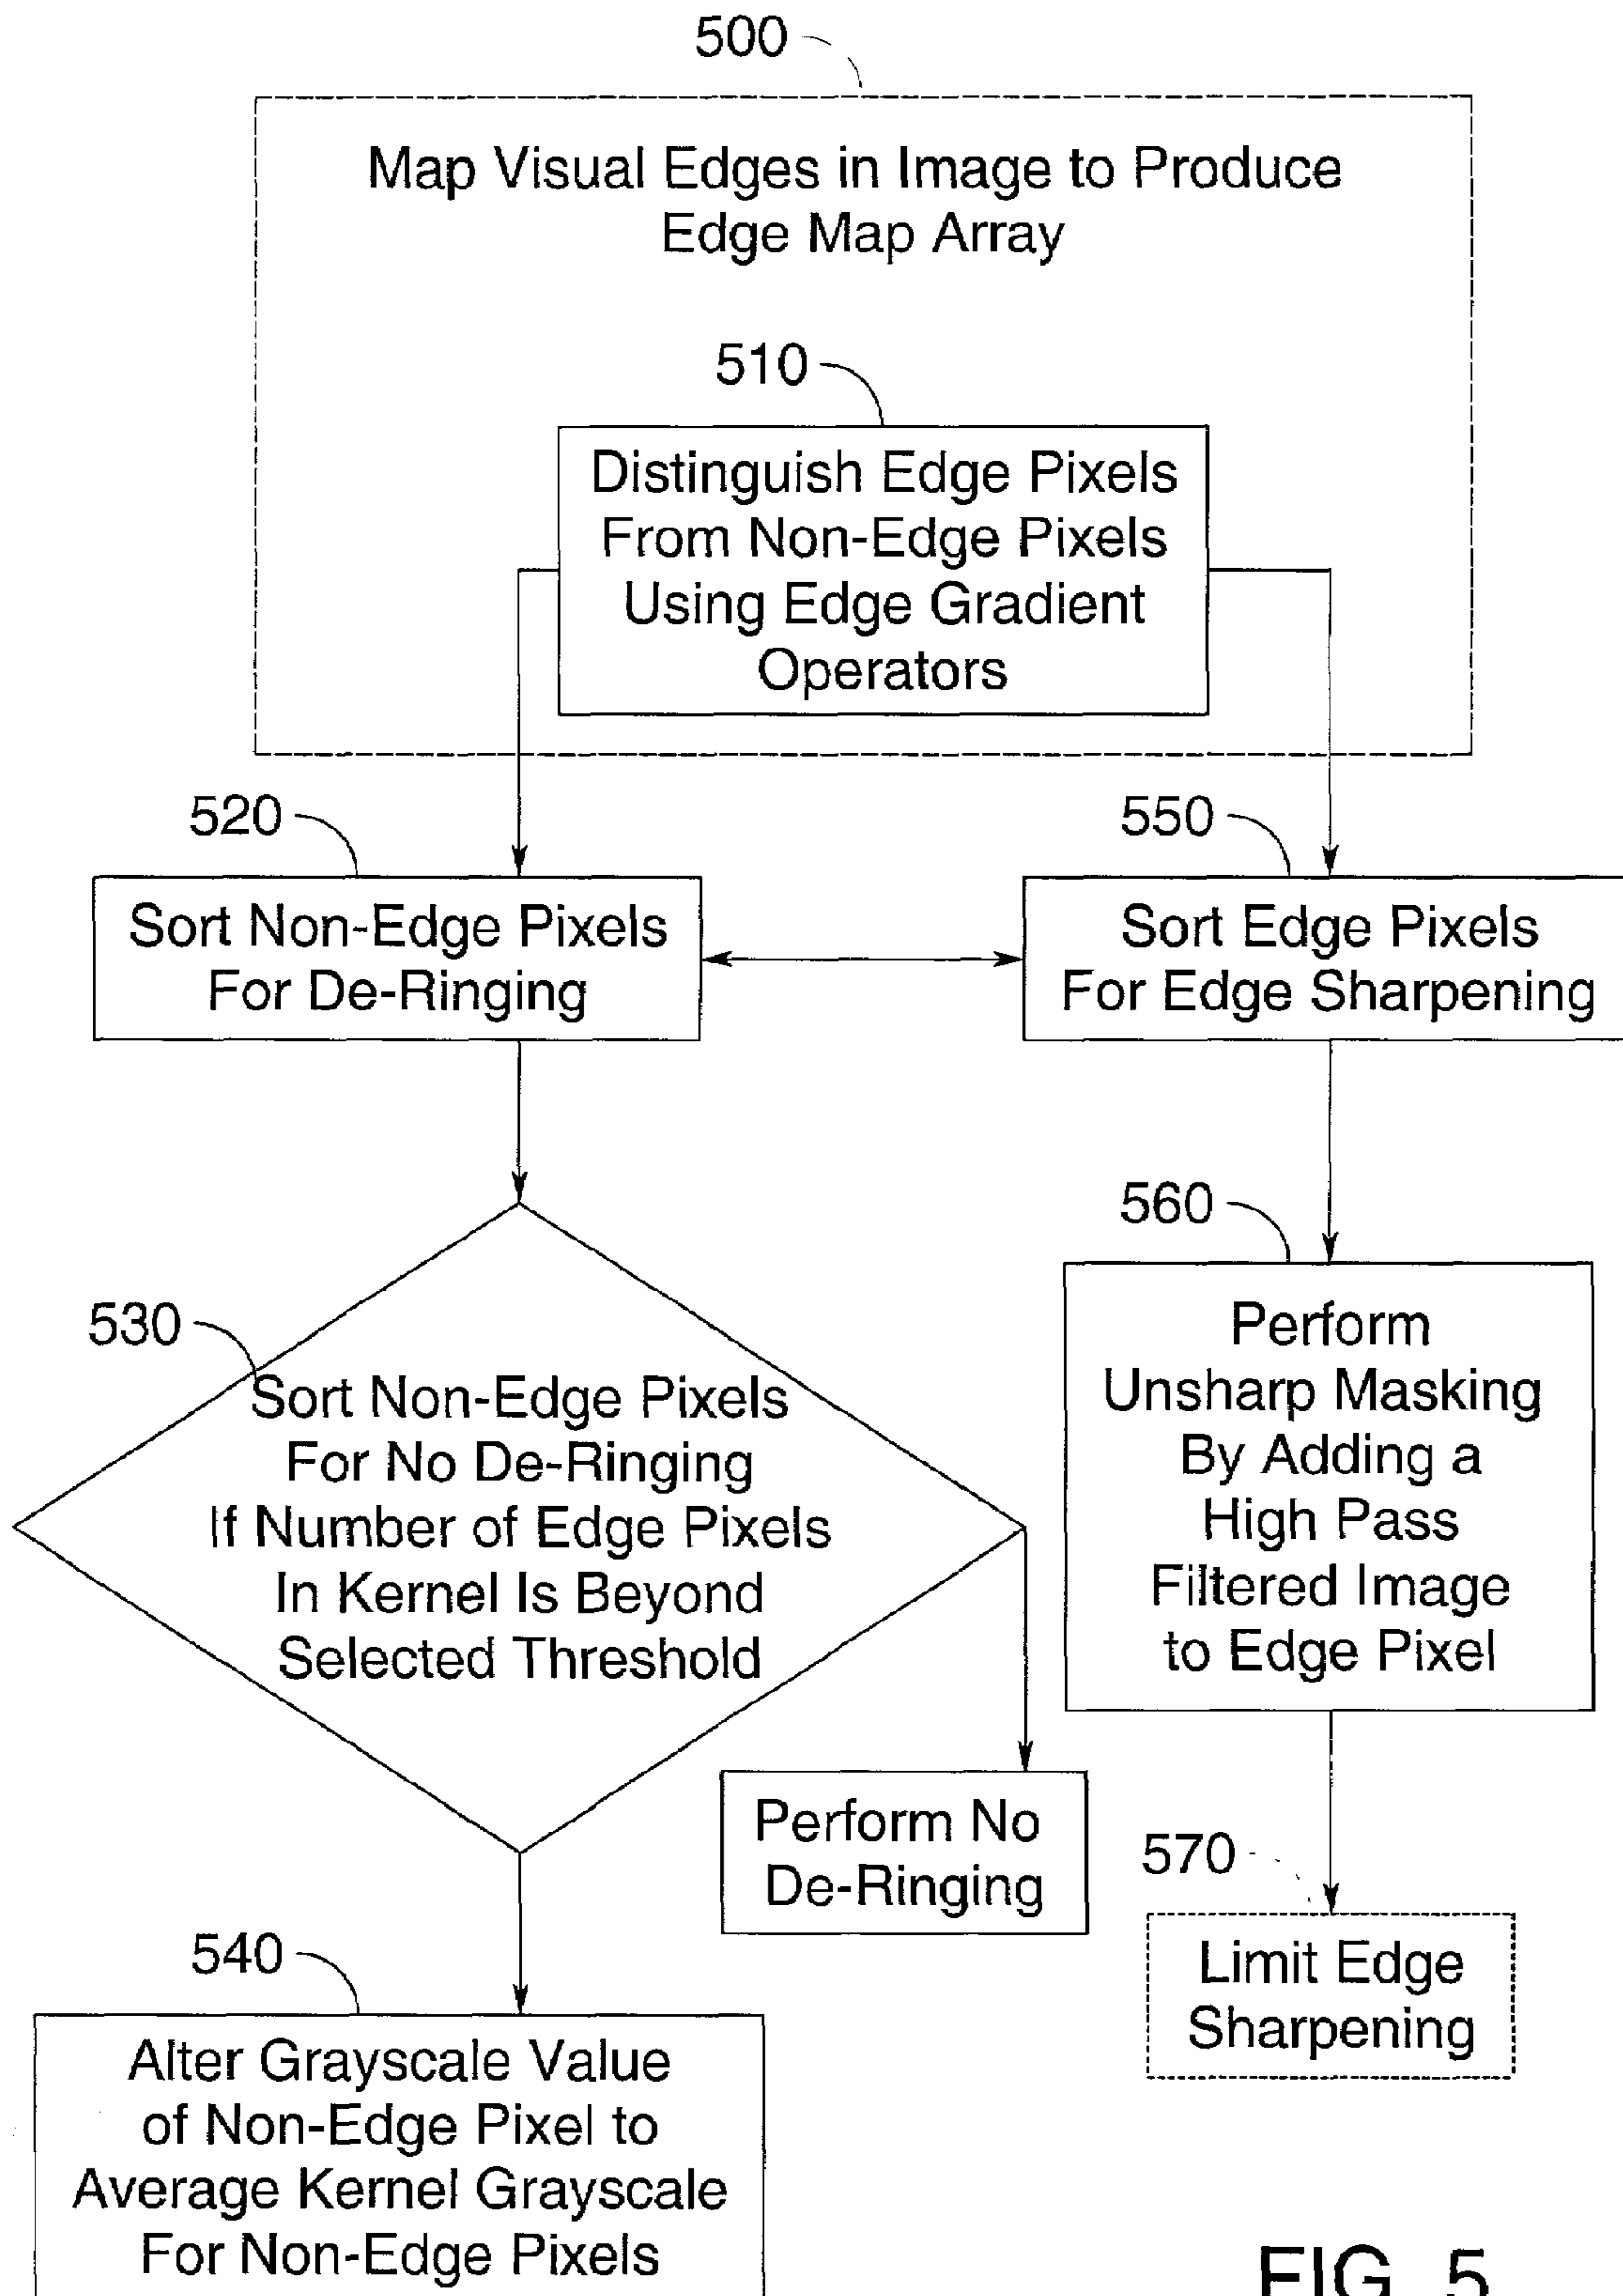 500
Map Visual Edges in Image to Produce
Edge Map Array
510
Distinguish Edge Pixels
From Non-Edge Pixels
Using Edge Gradient
Operators
520
Sort Non-Edge Pixels
For De-Ringing
550
Sort Edge Pixels
For Edge Sharpening
530
Sort Non-Edge Pixels
For No De-Ringing
If Number of Edge Pixels
In Kernel Is Beyond
Selected Threshold
560
Perform
Unsharp Masking
By Adding a
High Pass
Filtered Image
to Edge Pixel
Perform No
De-Ringing
570
Limit Edge
Sharpening
540
Alter Grayscale Value
of Non-Edge Pixel to
Average Kernel Grayscale
For Non-Edge Pixels
FIG. 5